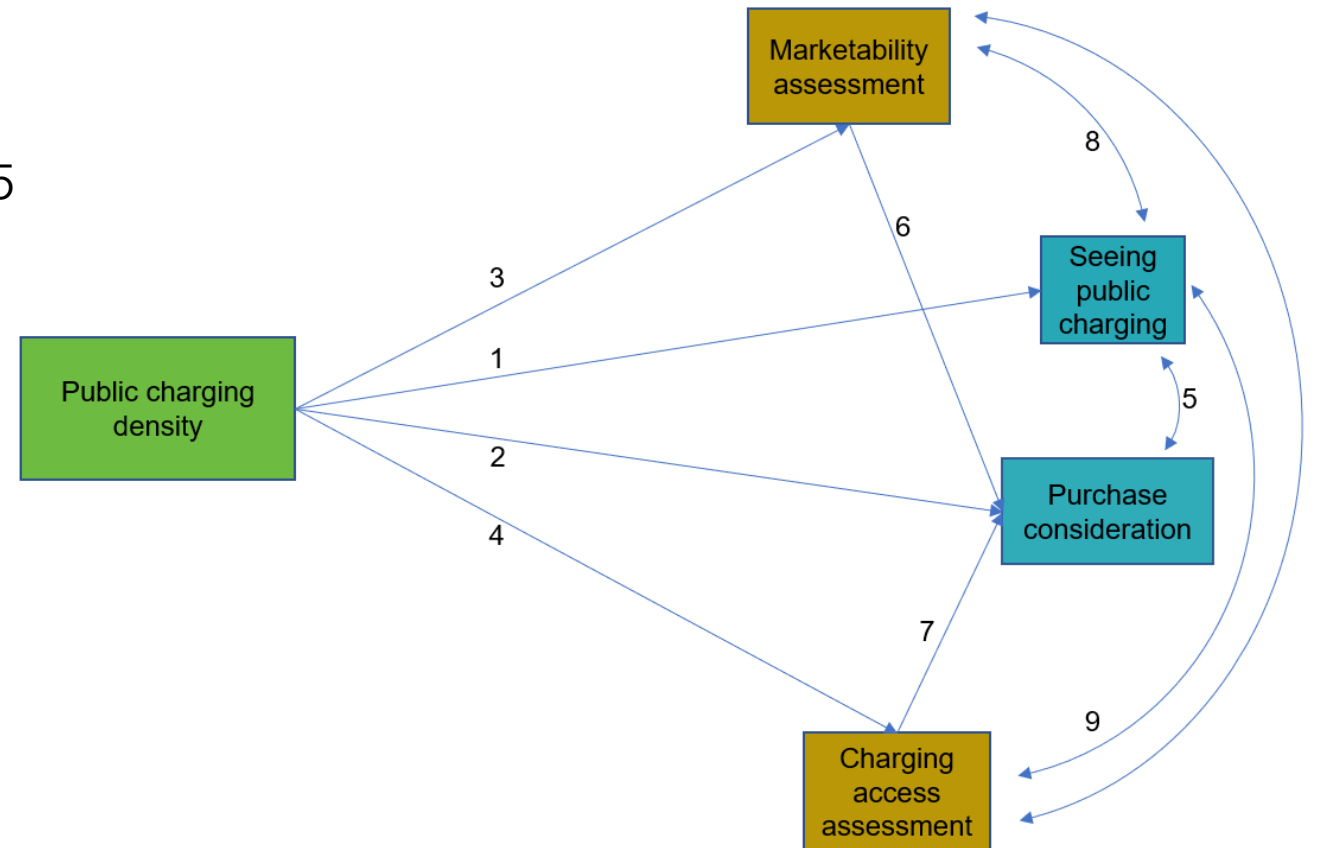 Marketability
assessment
8
5
6
Seeing
public
charging
3
1
Public charging
density
5
2
Purchase
consideration
4
7
9
Charging
access
assessment